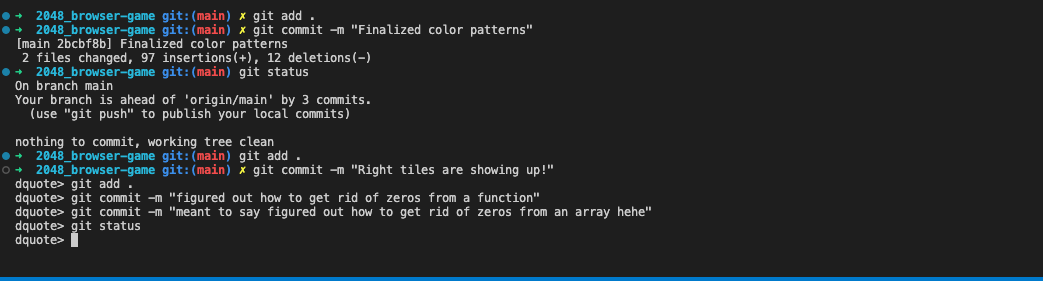 ➜  2048_browser-game git:(main) ✗ git add .
➜  2048_browser-game git:(main) ✗ git commit -m "Finalized color patterns"
[main 2bcbf8b] Finalized color patterns
 2 files changed, 97 insertions(+), 12 deletions(-)
➜  2048_browser-game git:(main) git status
On branch main
Your branch is ahead of 'origin/main' by 3 commits.
  (use "git push" to publish your local commits)

nothing to commit, working tree clean
➜  2048_browser-game git:(main) git add .
➜  2048_browser-game git:(main) ✗ git commit -m "Right tiles are showing up!"
dquote> git add .
dquote> git commit -m "figured out how to get rid of zeros from a function"
dquote> git commit -m "meant to say figured out how to get rid of zeros from an array hehe"
dquote> git status
dquote>